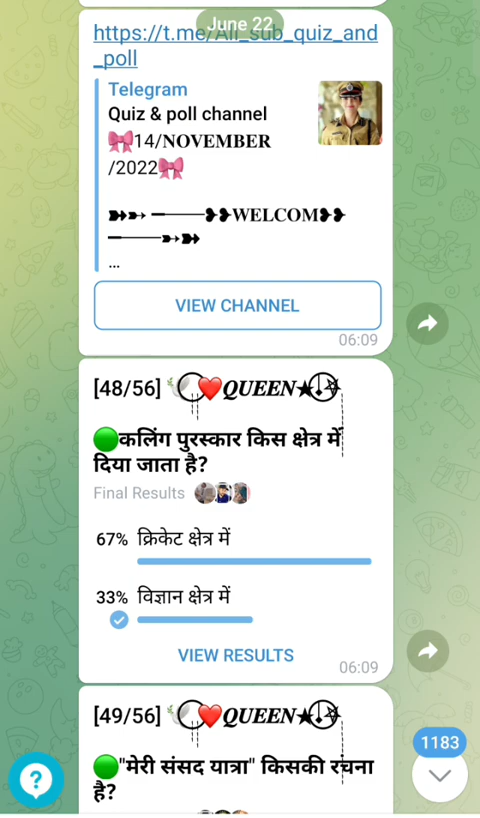 June 22
https://t.me/All_sub_quiz_and
_poll
Telegram
Quiz & poll channel
🎀14/𝐍𝐎𝐕𝐄𝐌𝐁𝐄𝐑
/2022🎀
➽➸ ━───❥❥𝐖𝐄𝐋𝐂𝐎𝐌❥❥
━───➸➽
...
VIEW CHANNEL
06:09
[48/56] 🕊️⃝❤️𝑸𝑼𝑬𝑬𝑵★⃝
🟢कलिंग पुरस्कार किस क्षेत्र में
दिया जाता है?
Final Results
67% क्रिकेट क्षेत्र में
33% विज्ञान क्षेत्र में
VIEW RESULTS
06:09
[49/56] 🕊️⃝❤️𝑸𝑼𝑬𝑬𝑵★⃝
1183
🟢"मेरी संसद यात्रा" किसकी रचना
है?